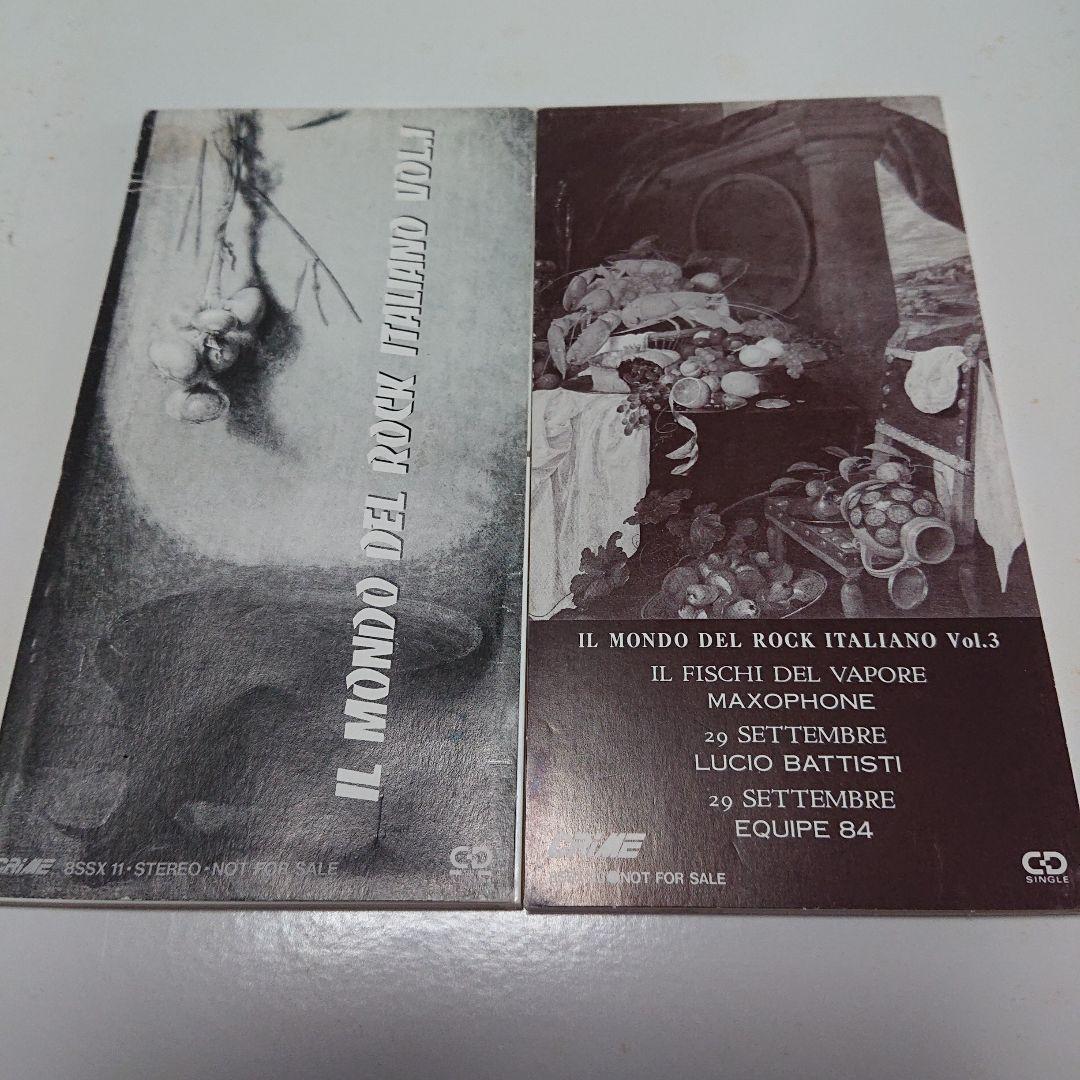 IL MONDO DEL ROCK ITALIANO VOL.1
CRIME 8SSX 11・STEREO・NOT FOR SALE
CD
IL MONDO DEL ROCK ITALIANO Vol.3
IL FISCHI DEL VAPORE
MAXOPHONE
29 SETTEMBRE
LUCIO BATTISTI
29 SETTEMBRE
EQUIPE 84
CRIME
NOT FOR SALE
CD
SINGLE